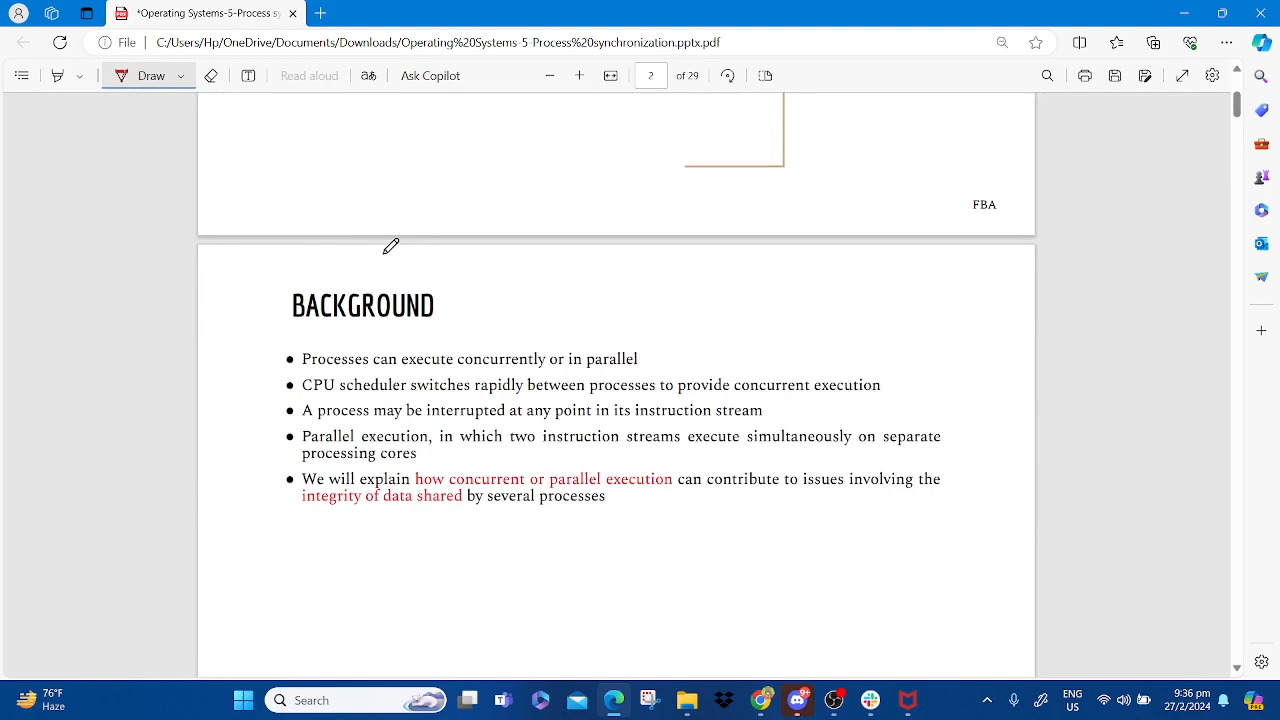 *Operating Systems-5-Process sy
File C:/Users/Hp/OneDrive/Documents/Downloads/Operating%20Systems-5-Process%20synchronization.pptx.pdf
Draw Read aloud Ask Copilot 2 of 29
FBA
BACKGROUND
● Processes can execute concurrently or in parallel
● CPU scheduler switches rapidly between processes to provide concurrent execution
● A process may be interrupted at any point in its instruction stream
● Parallel execution, in which two instruction streams execute simultaneously on separate
processing cores
● We will explain how concurrent or parallel execution can contribute to issues involving the
integrity of data shared by several processes
76°F
Haze
Search
ENG
US
9:36 pm
27/2/2024